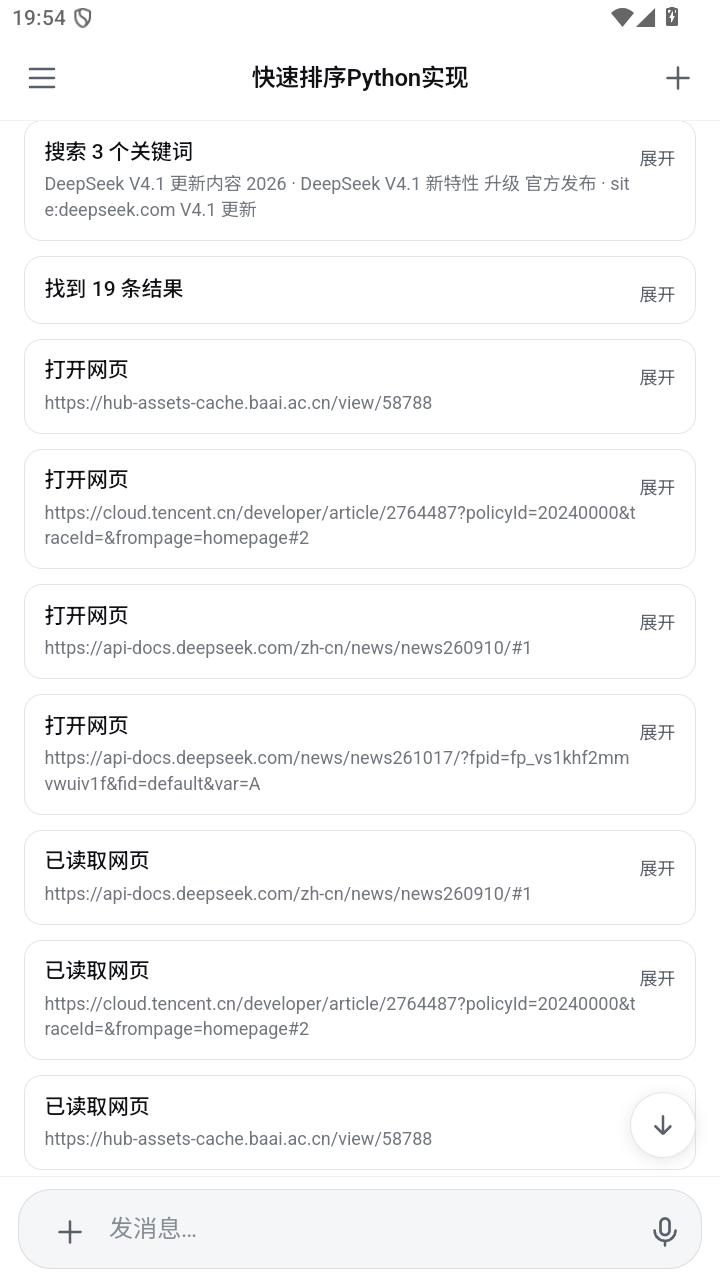 19:54
快速排序Python实现
搜索 3 个关键词
展开
DeepSeek V4.1 更新内容 2026 · DeepSeek V4.1 新特性 升级 官方发布 · sit
e:deepseek.com V4.1 更新
找到 19 条结果
展开
打开网页
展开
https://hub-assets-cache.baai.ac.cn/view/58788
打开网页
展开
https://cloud.tencent.cn/developer/article/2764487?policyId=20240000&t
raceId=&frompage=homepage#2
打开网页
展开
https://api-docs.deepseek.com/zh-cn/news/news260910/#1
打开网页
展开
https://api-docs.deepseek.com/news/news261017/?fpid=fp_vs1khf2mm
vwuiv1f&fid=default&var=A
已读取网页
展开
https://api-docs.deepseek.com/zh-cn/news/news260910/#1
已读取网页
展开
https://cloud.tencent.cn/developer/article/2764487?policyId=20240000&t
raceId=&frompage=homepage#2
已读取网页
https://hub-assets-cache.baai.ac.cn/view/58788
发消息...